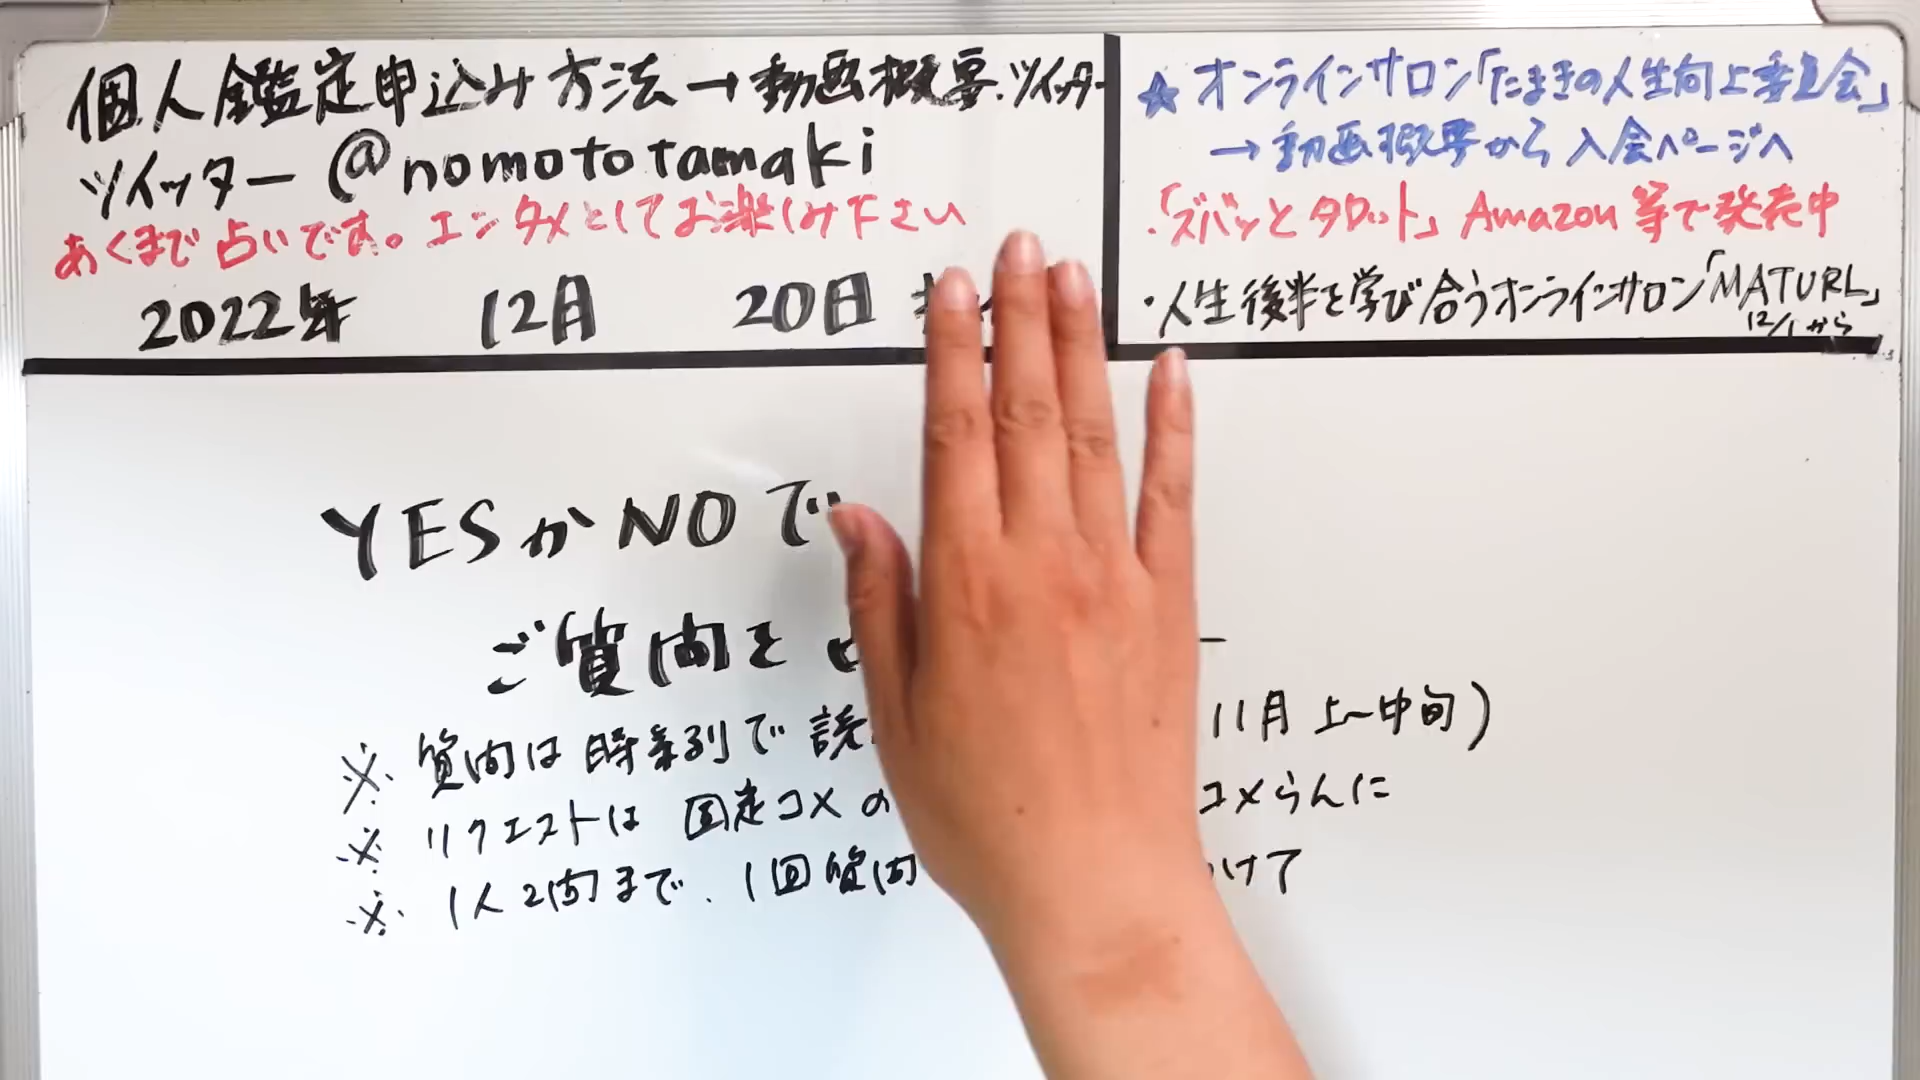 個人鑑定申込み方法→動画概要.ツイッター
ツイッター @nomototamaki
あくまで占いです。エンタメとしてお楽しみ下さい
2022年 12月 20日
☆オンラインサロン「たまきの人生向上委員会」
→動画概要から入会ページへ
・「ズバッとタロット」Amazon等で発売中
・人生後半を学び合うオンラインサロン「MATURL」
12/1から
YESかNOで
ご質問を
※質問は時系列で読 11月上〜中旬)
※リクエストは固定コメの コメらんに
※1人2問まで、1回質問 けて